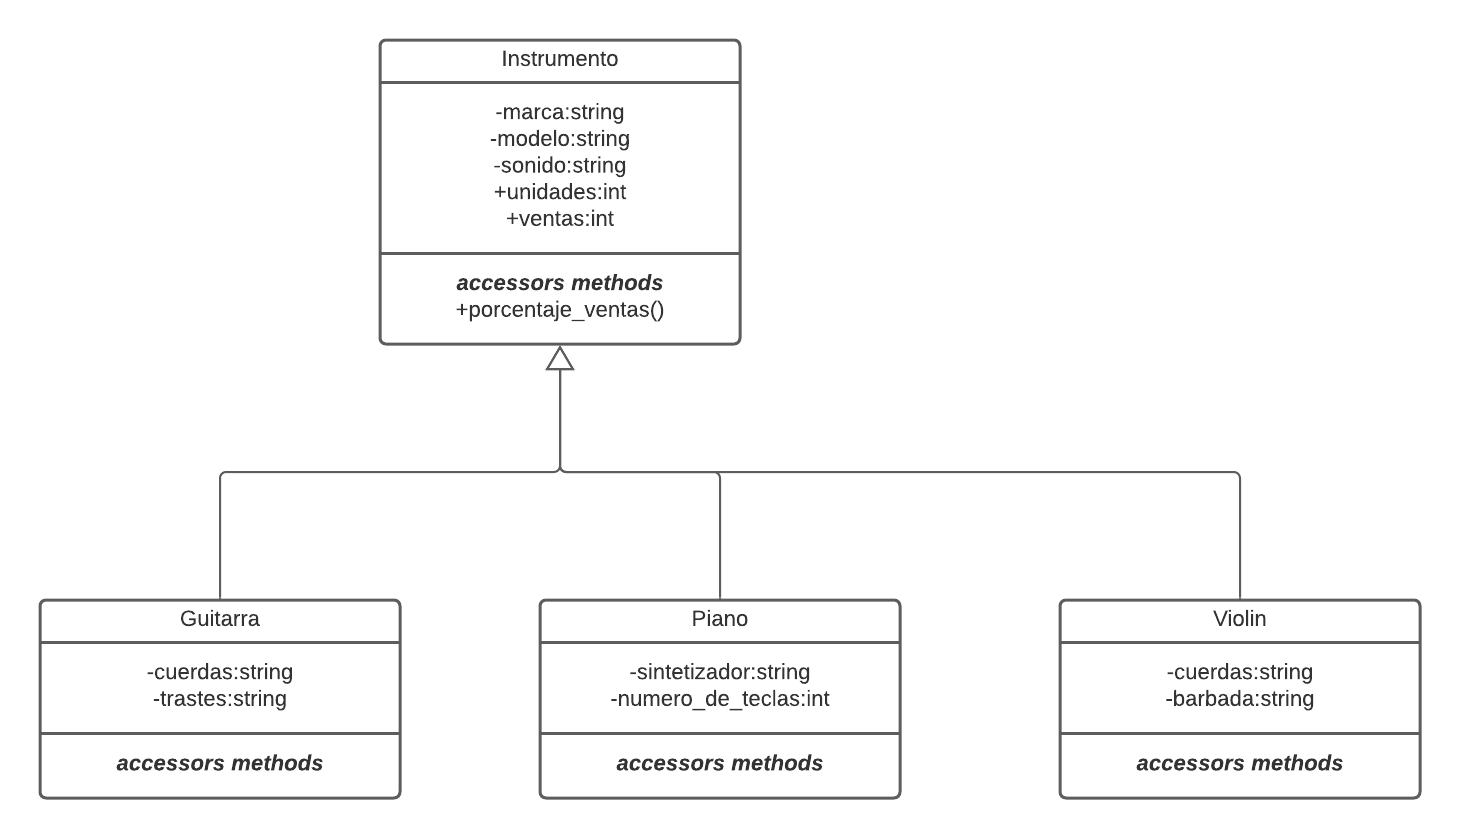 Instrumento
-marca:string
-modelo:string
-sonido:string
+unidades:int
+ventas:int
accessors methods
+porcentaje_ventas()
Guitarra
-cuerdas:string
-trastes:string
accessors methods
Piano
-sintetizador:string
-numero_de_teclas:int
accessors methods
Violin
-cuerdas:string
-barbada:string
accessors methods